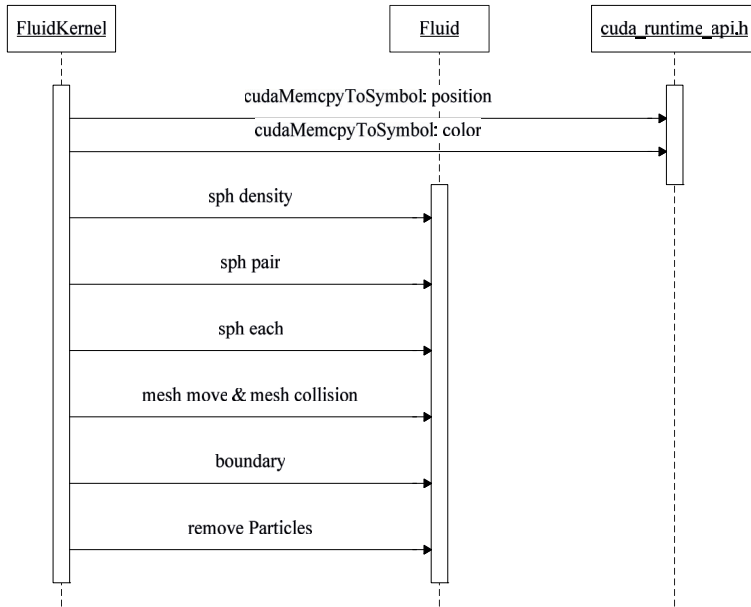 FluidKernel
Fluid
cuda_runtime_api.h
cudaMemcpyToSymbol: position
cudaMemcpyToSymbol: color
sph density
sph pair
sph each
mesh move & mesh collision
boundary
remove Particles